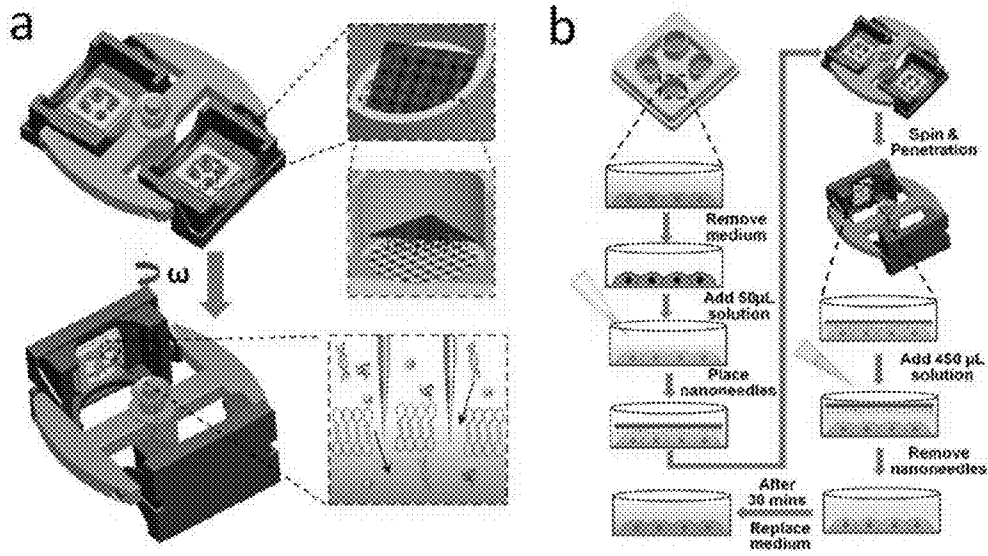 a
ω
b
Remove
medium
Add 50μL
solution
Place
nanoneedles
Spin &
Penetration
Add 450 μL
solution
Remove
nanoneedles
After
30 mins
Replace
medium